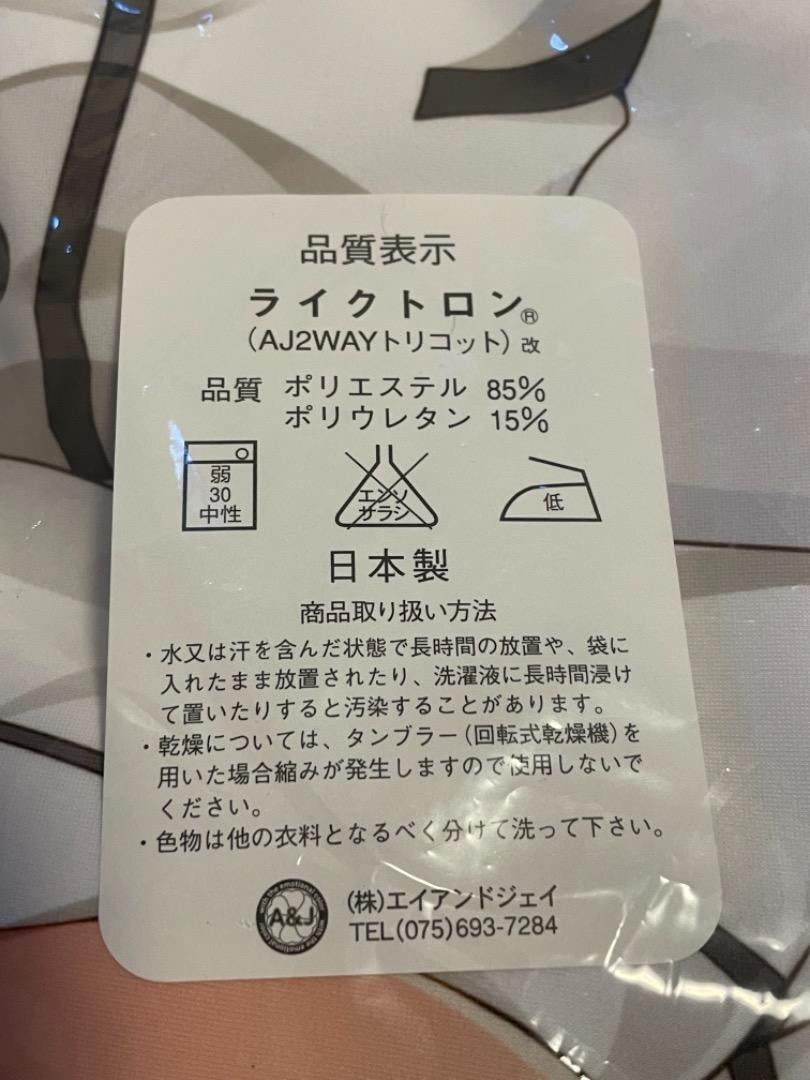 品質表示
ライクトロン®
(AJ2WAYトリコット)改
品質 ポリエステル 85%
ポリウレタン 15%
弱
30
中性
エンソ
サラシ
低
日本製
商品取り扱い方法
・水又は汗を含んだ状態で長時間の放置や、袋に
入れたまま放置されたり、洗濯液に長時間浸け
て置いたりすると汚染することがあります。
・乾燥については、タンブラー(回転式乾燥機)を
用いた場合縮みが発生しますので使用しないで
ください。
・色物は他の衣料となるべく分けて洗って下さい。
A&J
(株)エイアンドジェイ
TEL(075)693-7284